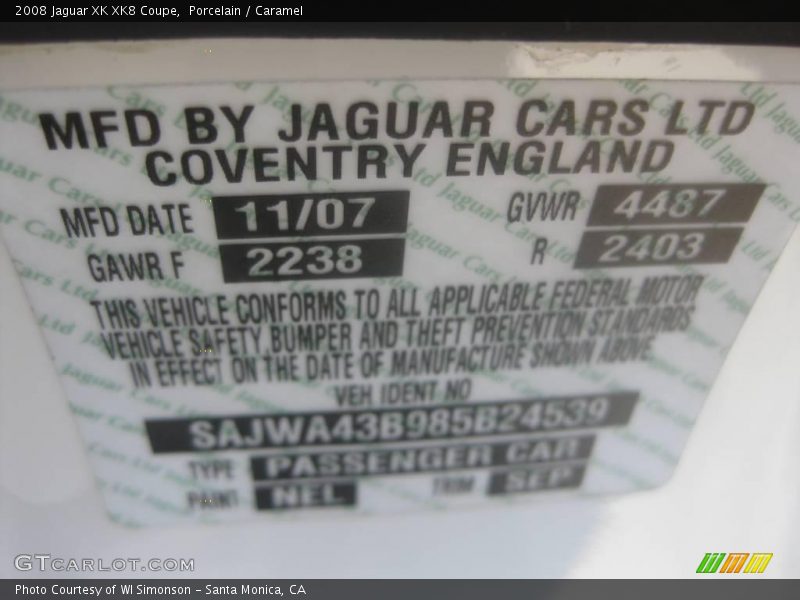 2008 Jaguar XK XK8 Coupe, Porcelain / Caramel
MFD BY JAGUAR CARS LTD
COVENTRY ENGLAND
MFD DATE 11/07 GVWR 4487
GAWR F 2238 R 2403
THIS VEHICLE CONFORMS TO ALL APPLICABLE FEDERAL MOTOR
VEHICLE SAFETY, BUMPER AND THEFT PREVENTION STANDARDS
IN EFFECT ON THE DATE OF MANUFACTURE SHOWN ABOVE
VEH IDENT NO
SAJWA43B985B24539
TYPE PASSENGER CAR
PAINT NEL TRIM SEP
GTCARLOT.COM
Photo Courtesy of WI Simonson - Santa Monica, CA